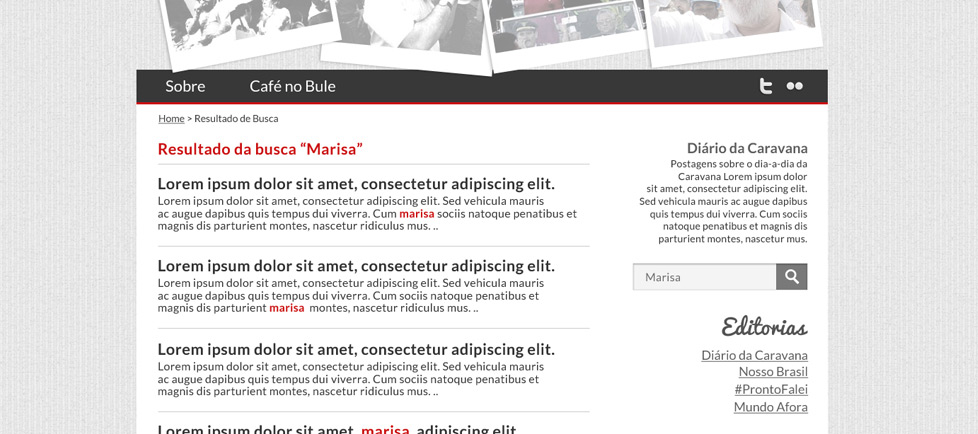 Sobre
Café no Bule
Home > Resultado de Busca
Resultado da busca “Marisa”
Lorem ipsum dolor sit amet, consectetur adipiscing elit.
Lorem ipsum dolor sit amet, consectetur adipiscing elit. Sed vehicula mauris
ac augue dapibus quis tempus dui viverra. Cum marisa sociis natoque penatibus et
magnis dis parturient montes, nascetur ridiculus mus. ..
Lorem ipsum dolor sit amet, consectetur adipiscing elit.
Lorem ipsum dolor sit amet, consectetur adipiscing elit. Sed vehicula mauris
ac augue dapibus quis tempus dui viverra. Cum sociis natoque penatibus et
magnis dis parturient marisa montes, nascetur ridiculus mus. ..
Lorem ipsum dolor sit amet, consectetur adipiscing elit.
Lorem ipsum dolor sit amet, consectetur adipiscing elit. Sed vehicula mauris
ac augue dapibus quis tempus dui viverra. Cum sociis natoque penatibus et
magnis dis parturient montes, nascetur ridiculus mus. ..
Lorem ipsum dolor sit amet, marisa adipiscing elit.
Diário da Caravana
Postagens sobre o dia-a-dia da
Caravana Lorem ipsum dolor
sit amet, consectetur adipiscing elit.
Sed vehicula mauris ac augue dapibus
quis tempus dui viverra. Cum sociis
natoque penatibus et magnis dis
parturient montes, nascetur mus.
Marisa
Editorias
Diário da Caravana
Nosso Brasil
#ProntoFalei
Mundo Afora